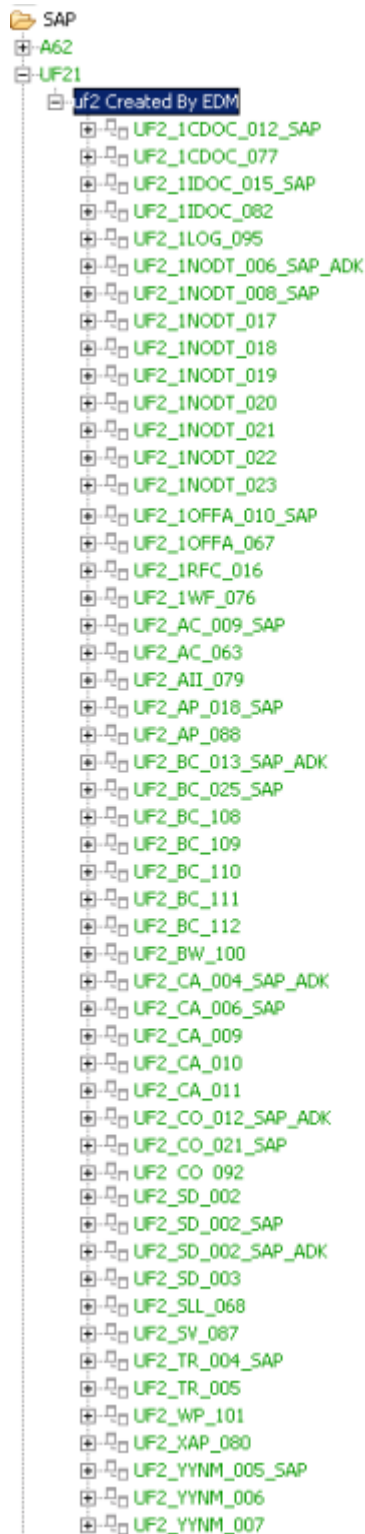 SAP
A62
UF21
uf2 Created By EDM
UF2_1CDOC_012_SAP
UF2_1CDOC_077
UF2_1IDOC_015_SAP
UF2_1IDOC_082
UF2_1LOG_095
UF2_1NODT_006_SAP_ADK
UF2_1NODT_008_SAP
UF2_1NODT_017
UF2_1NODT_018
UF2_1NODT_019
UF2_1NODT_020
UF2_1NODT_021
UF2_1NODT_022
UF2_1NODT_023
UF2_1OFFA_010_SAP
UF2_1OFFA_067
UF2_1RFC_016
UF2_1WF_076
UF2_AC_009_SAP
UF2_AC_063
UF2_AII_079
UF2_AP_018_SAP
UF2_AP_088
UF2_BC_013_SAP_ADK
UF2_BC_025_SAP
UF2_BC_108
UF2_BC_109
UF2_BC_110
UF2_BC_111
UF2_BC_112
UF2_BW_100
UF2_CA_004_SAP_ADK
UF2_CA_006_SAP
UF2_CA_009
UF2_CA_010
UF2_CA_011
UF2_CO_012_SAP_ADK
UF2_CO_021_SAP
UF2 CO 092
UF2_SD_002
UF2_SD_002_SAP
UF2_SD_002_SAP_ADK
UF2_SD_003
UF2_SLL_068
UF2_SV_087
UF2_TR_004_SAP
UF2_TR_005
UF2_WP_101
UF2_XAP_080
UF2_YYNM_005_SAP
UF2_YYNM_006
UF2_YYNM_007